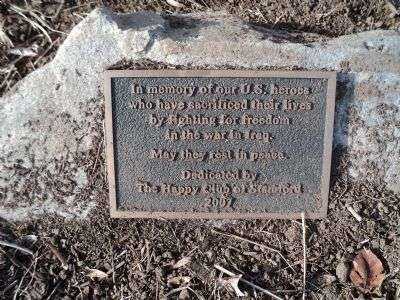 In memory of our U.S. heroes
who have sacrificed their lives
by fighting for freedom
in the war in Iraq.
May they rest in peace.
Dedicated by
The Happy Club of Stamford
2007